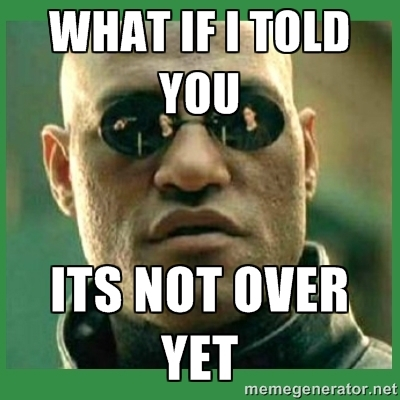 WHAT IF I TOLD
YOU
ITS NOT OVER
YET
memegenerator.net